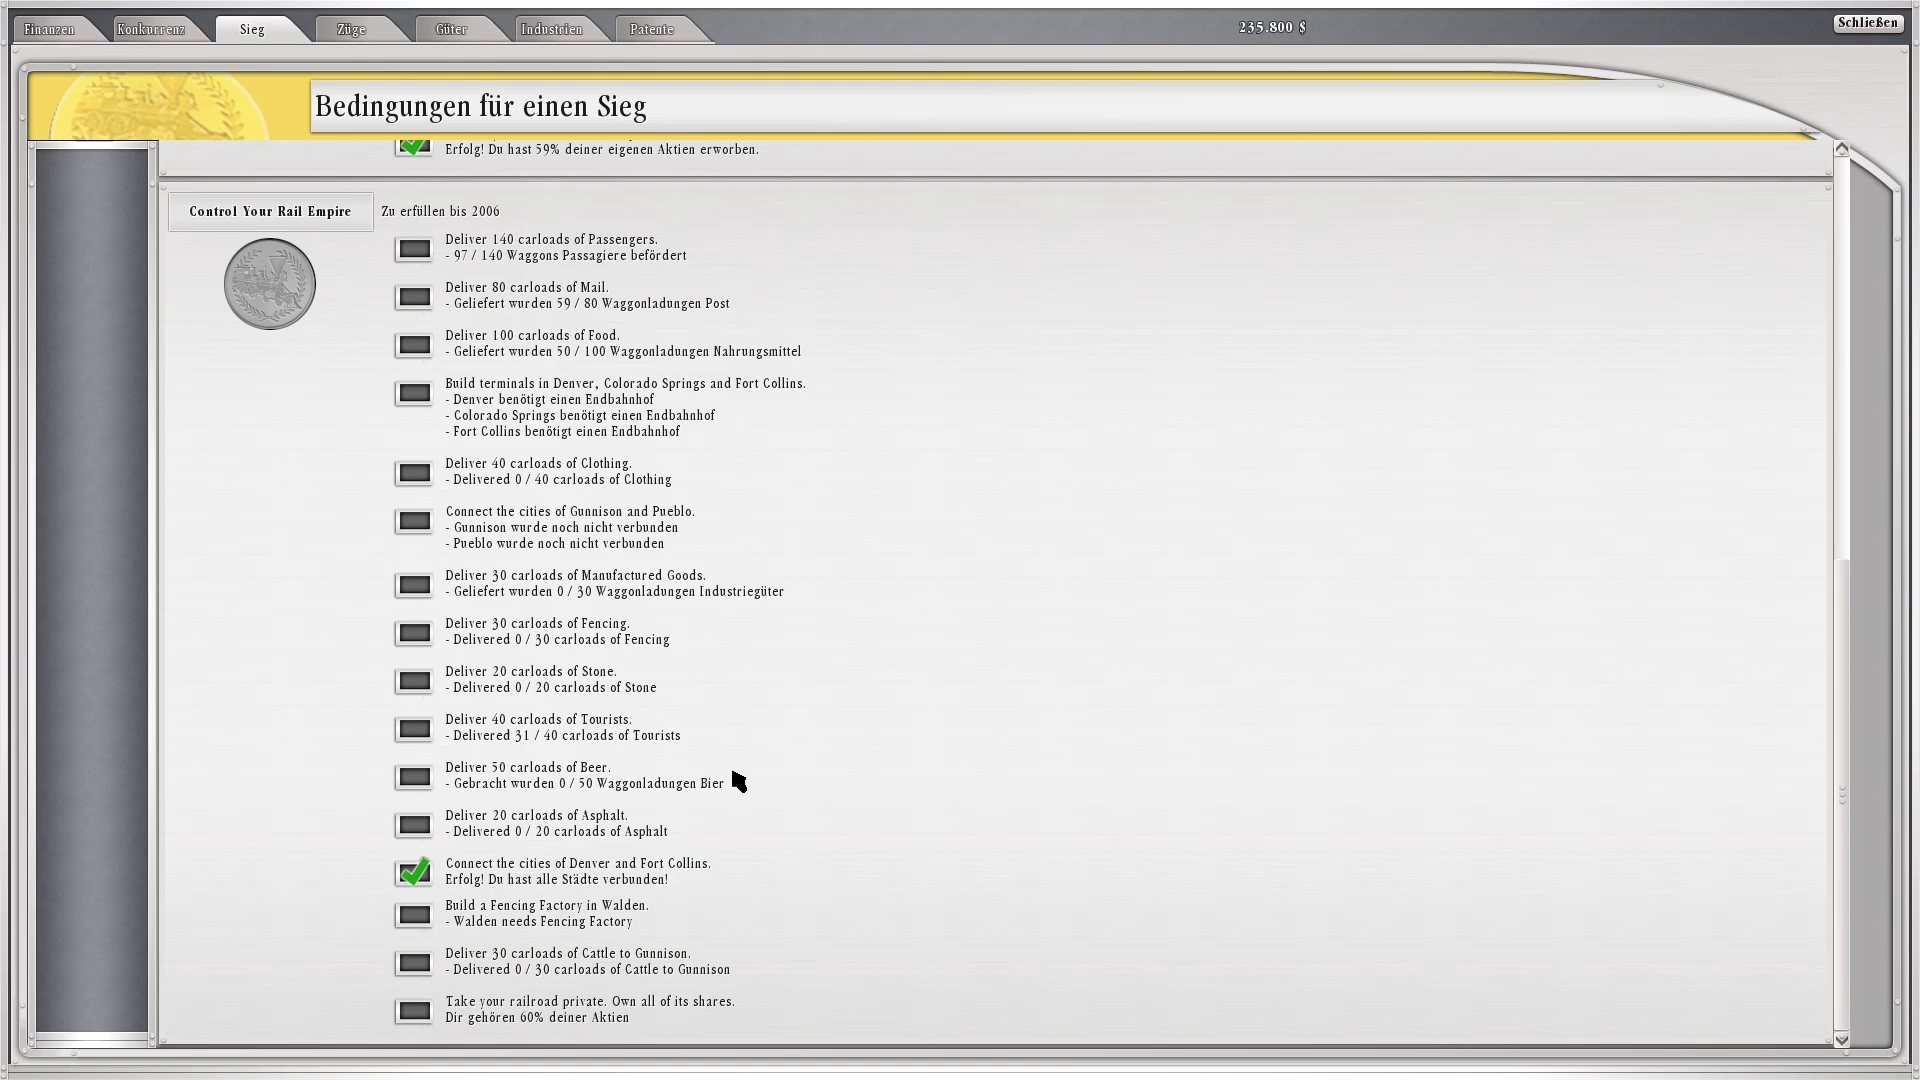 Finanzen
Konkurrenz
Sieg
Züge
Güter
Industrien
Patente
235.800 $
Schließen
Bedingungen für einen Sieg
Erfolg! Du hast 59% deiner eigenen Aktien erworben.
Control Your Rail Empire
Zu erfüllen bis 2006
Deliver 140 carloads of Passengers.
- 97 / 140 Waggons Passagiere befördert
Deliver 80 carloads of Mail.
- Geliefert wurden 59 / 80 Waggonladungen Post
Deliver 100 carloads of Food.
- Geliefert wurden 50 / 100 Waggonladungen Nahrungsmittel
Build terminals in Denver, Colorado Springs and Fort Collins.
- Denver benötigt einen Endbahnhof
- Colorado Springs benötigt einen Endbahnhof
- Fort Collins benötigt einen Endbahnhof
Deliver 40 carloads of Clothing.
- Delivered 0 / 40 carloads of Clothing
Connect the cities of Gunnison and Pueblo.
- Gunnison wurde noch nicht verbunden
- Pueblo wurde noch nicht verbunden
Deliver 30 carloads of Manufactured Goods.
- Geliefert wurden 0 / 30 Waggonladungen Industriegüter
Deliver 30 carloads of Fencing.
- Delivered 0 / 30 carloads of Fencing
Deliver 20 carloads of Stone.
- Delivered 0 / 20 carloads of Stone
Deliver 40 carloads of Tourists.
- Delivered 31 / 40 carloads of Tourists
Deliver 50 carloads of Beer.
- Gebracht wurden 0 / 50 Waggonladungen Bier
Deliver 20 carloads of Asphalt.
- Delivered 0 / 20 carloads of Asphalt
Connect the cities of Denver and Fort Collins.
Erfolg! Du hast alle Städte verbunden!
Build a Fencing Factory in Walden.
- Walden needs Fencing Factory
Deliver 30 carloads of Cattle to Gunnison.
- Delivered 0 / 30 carloads of Cattle to Gunnison
Take your railroad private. Own all of its shares.
Dir gehören 60% deiner Aktien